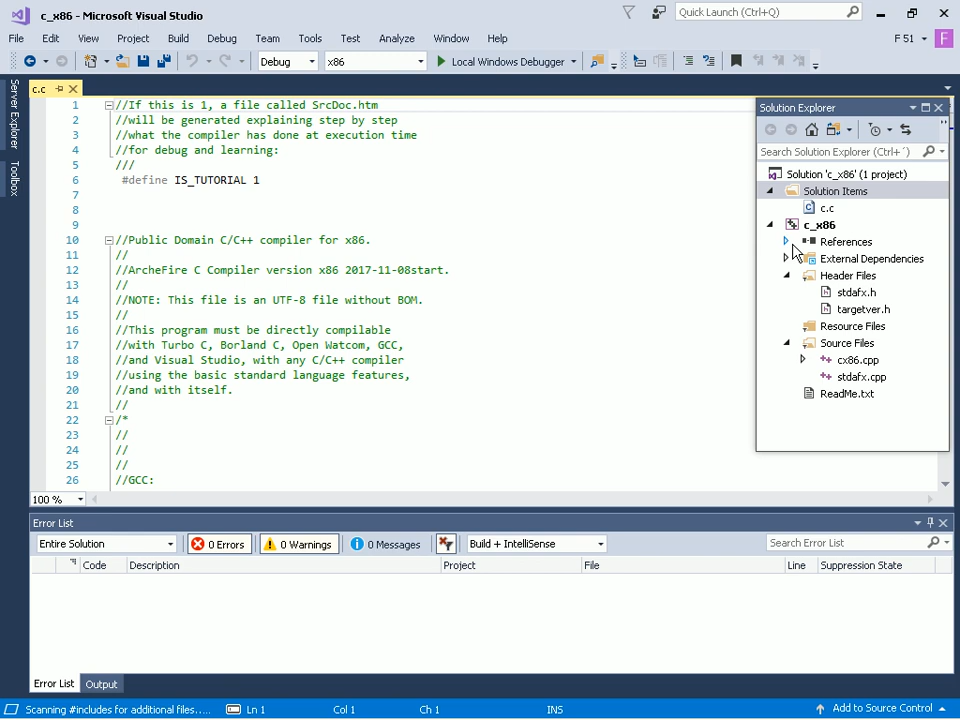 c_x86 - Microsoft Visual Studio
Quick Launch (Ctrl+Q)
File Edit View Project Build Debug Team Tools Test Analyze Window Help
F 51 F
Debug x86 Local Windows Debugger
Server Explorer
Toolbox
c.c
1 //If this is 1, a file called SrcDoc.htm
2 //will be generated explaining step by step
3 //what the compiler has done at execution time
4 //for debug and learning:
5 ///
6 #define IS_TUTORIAL 1
7
8
9
10 //Public Domain C/C++ compiler for x86.
11 //
12 //ArcheFire C Compiler version x86 2017-11-08start.
13 //
14 //NOTE: This file is an UTF-8 file without BOM.
15 //
16 //This program must be directly compilable
17 //with Turbo C, Borland C, Open Watcom, GCC,
18 //and Visual Studio, with any C/C++ compiler
19 //using the basic standard language features,
20 //and with itself.
21 //
22 /*
23 //
24 //
25 //
26 //GCC:
100 %
Solution Explorer
Search Solution Explorer (Ctrl+´)
Solution 'c_x86' (1 project)
Solution Items
c.c
c_x86
References
External Dependencies
Header Files
stdafx.h
targetver.h
Resource Files
Source Files
cx86.cpp
stdafx.cpp
ReadMe.txt
Error List
Entire Solution 0 Errors 0 Warnings 0 Messages Build + IntelliSense Search Error List
Code Description Project File Line Suppression State
Error List Output
Scanning #includes for additional files..... Ln 1 Col 1 Ch 1 INS Add to Source Control